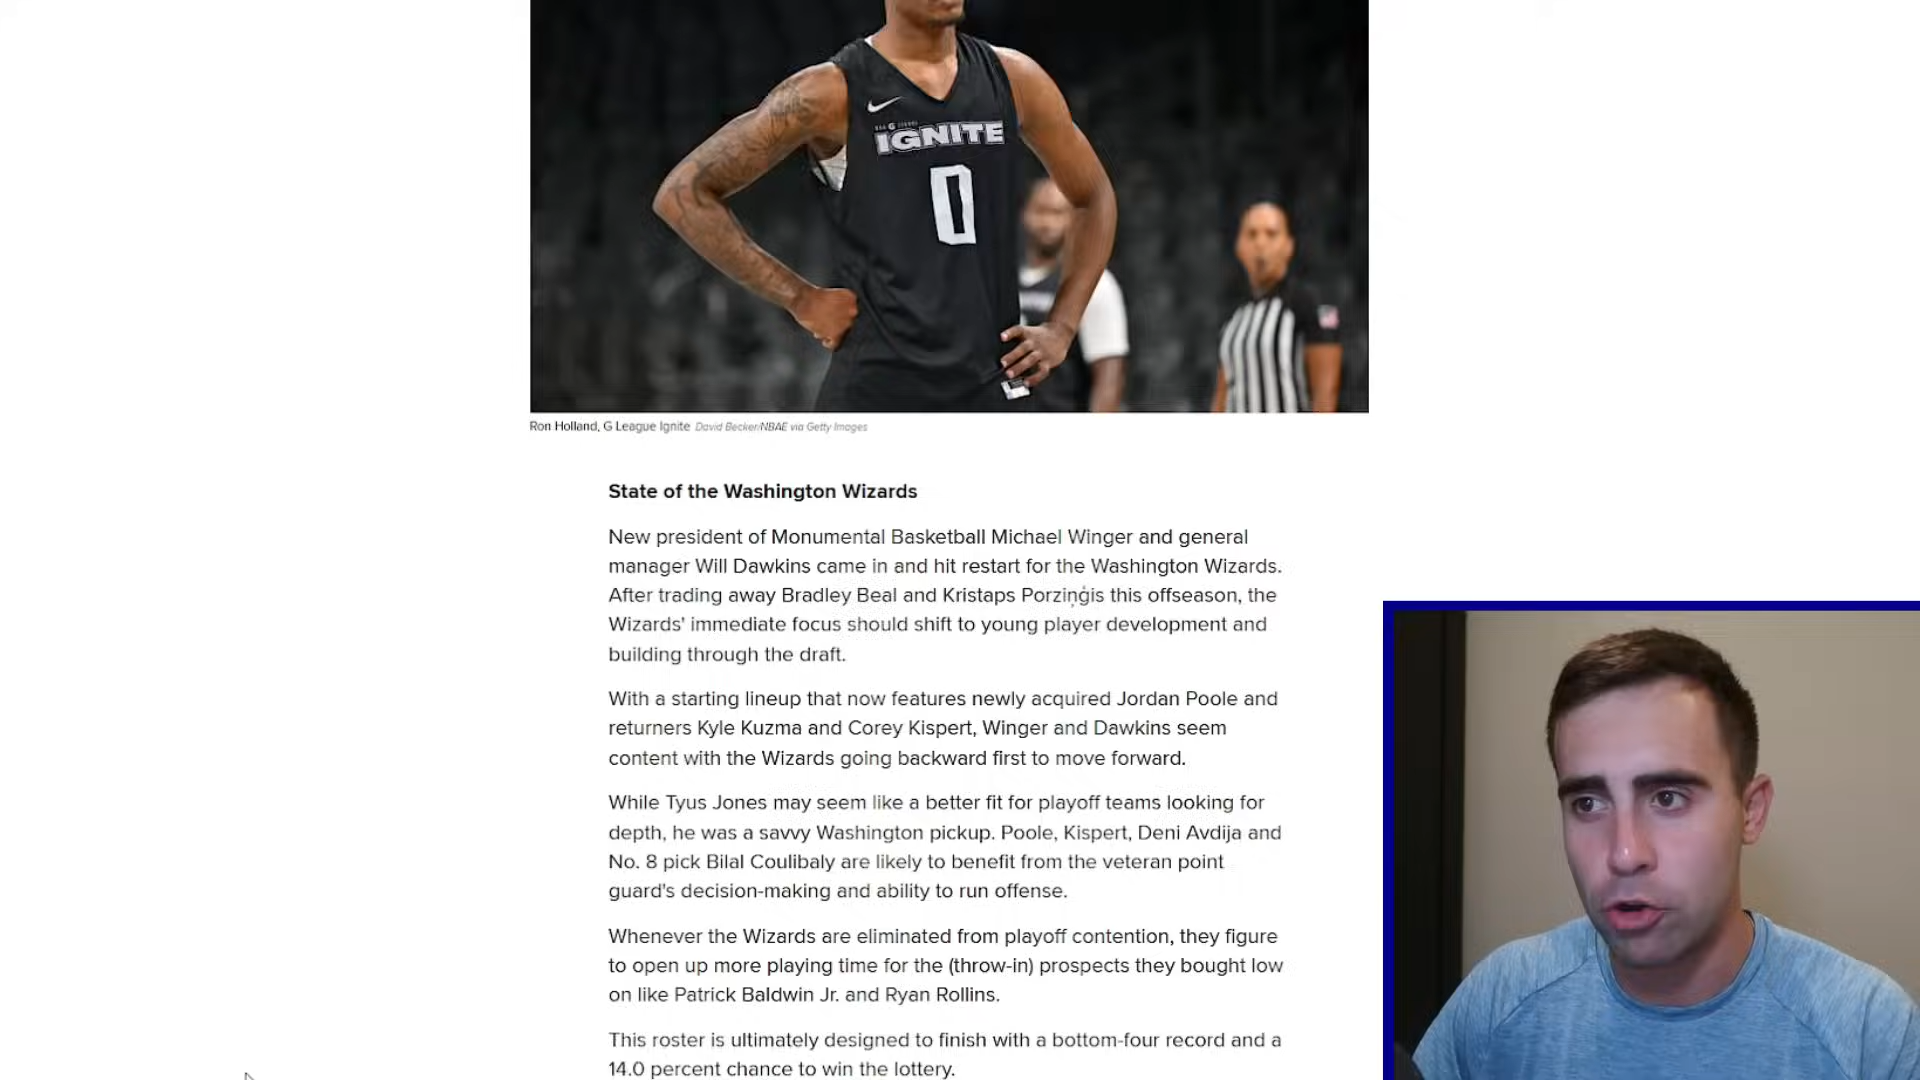 IGNITE
0
Ron Holland, G League Ignite David Becker/NBAE via Getty Images
State of the Washington Wizards
New president of Monumental Basketball Michael Winger and general
manager Will Dawkins came in and hit restart for the Washington Wizards.
After trading away Bradley Beal and Kristaps Porziņģis this offseason, the
Wizards' immediate focus should shift to young player development and
building through the draft.
With a starting lineup that now features newly acquired Jordan Poole and
returners Kyle Kuzma and Corey Kispert, Winger and Dawkins seem
content with the Wizards going backward first to move forward.
While Tyus Jones may seem like a better fit for playoff teams looking for
depth, he was a savvy Washington pickup. Poole, Kispert, Deni Avdija and
No. 8 pick Bilal Coulibaly are likely to benefit from the veteran point
guard's decision-making and ability to run offense.
Whenever the Wizards are eliminated from playoff contention, they figure
to open up more playing time for the (throw-in) prospects they bought low
on like Patrick Baldwin Jr. and Ryan Rollins.
This roster is ultimately designed to finish with a bottom-four record and a
14.0 percent chance to win the lottery.